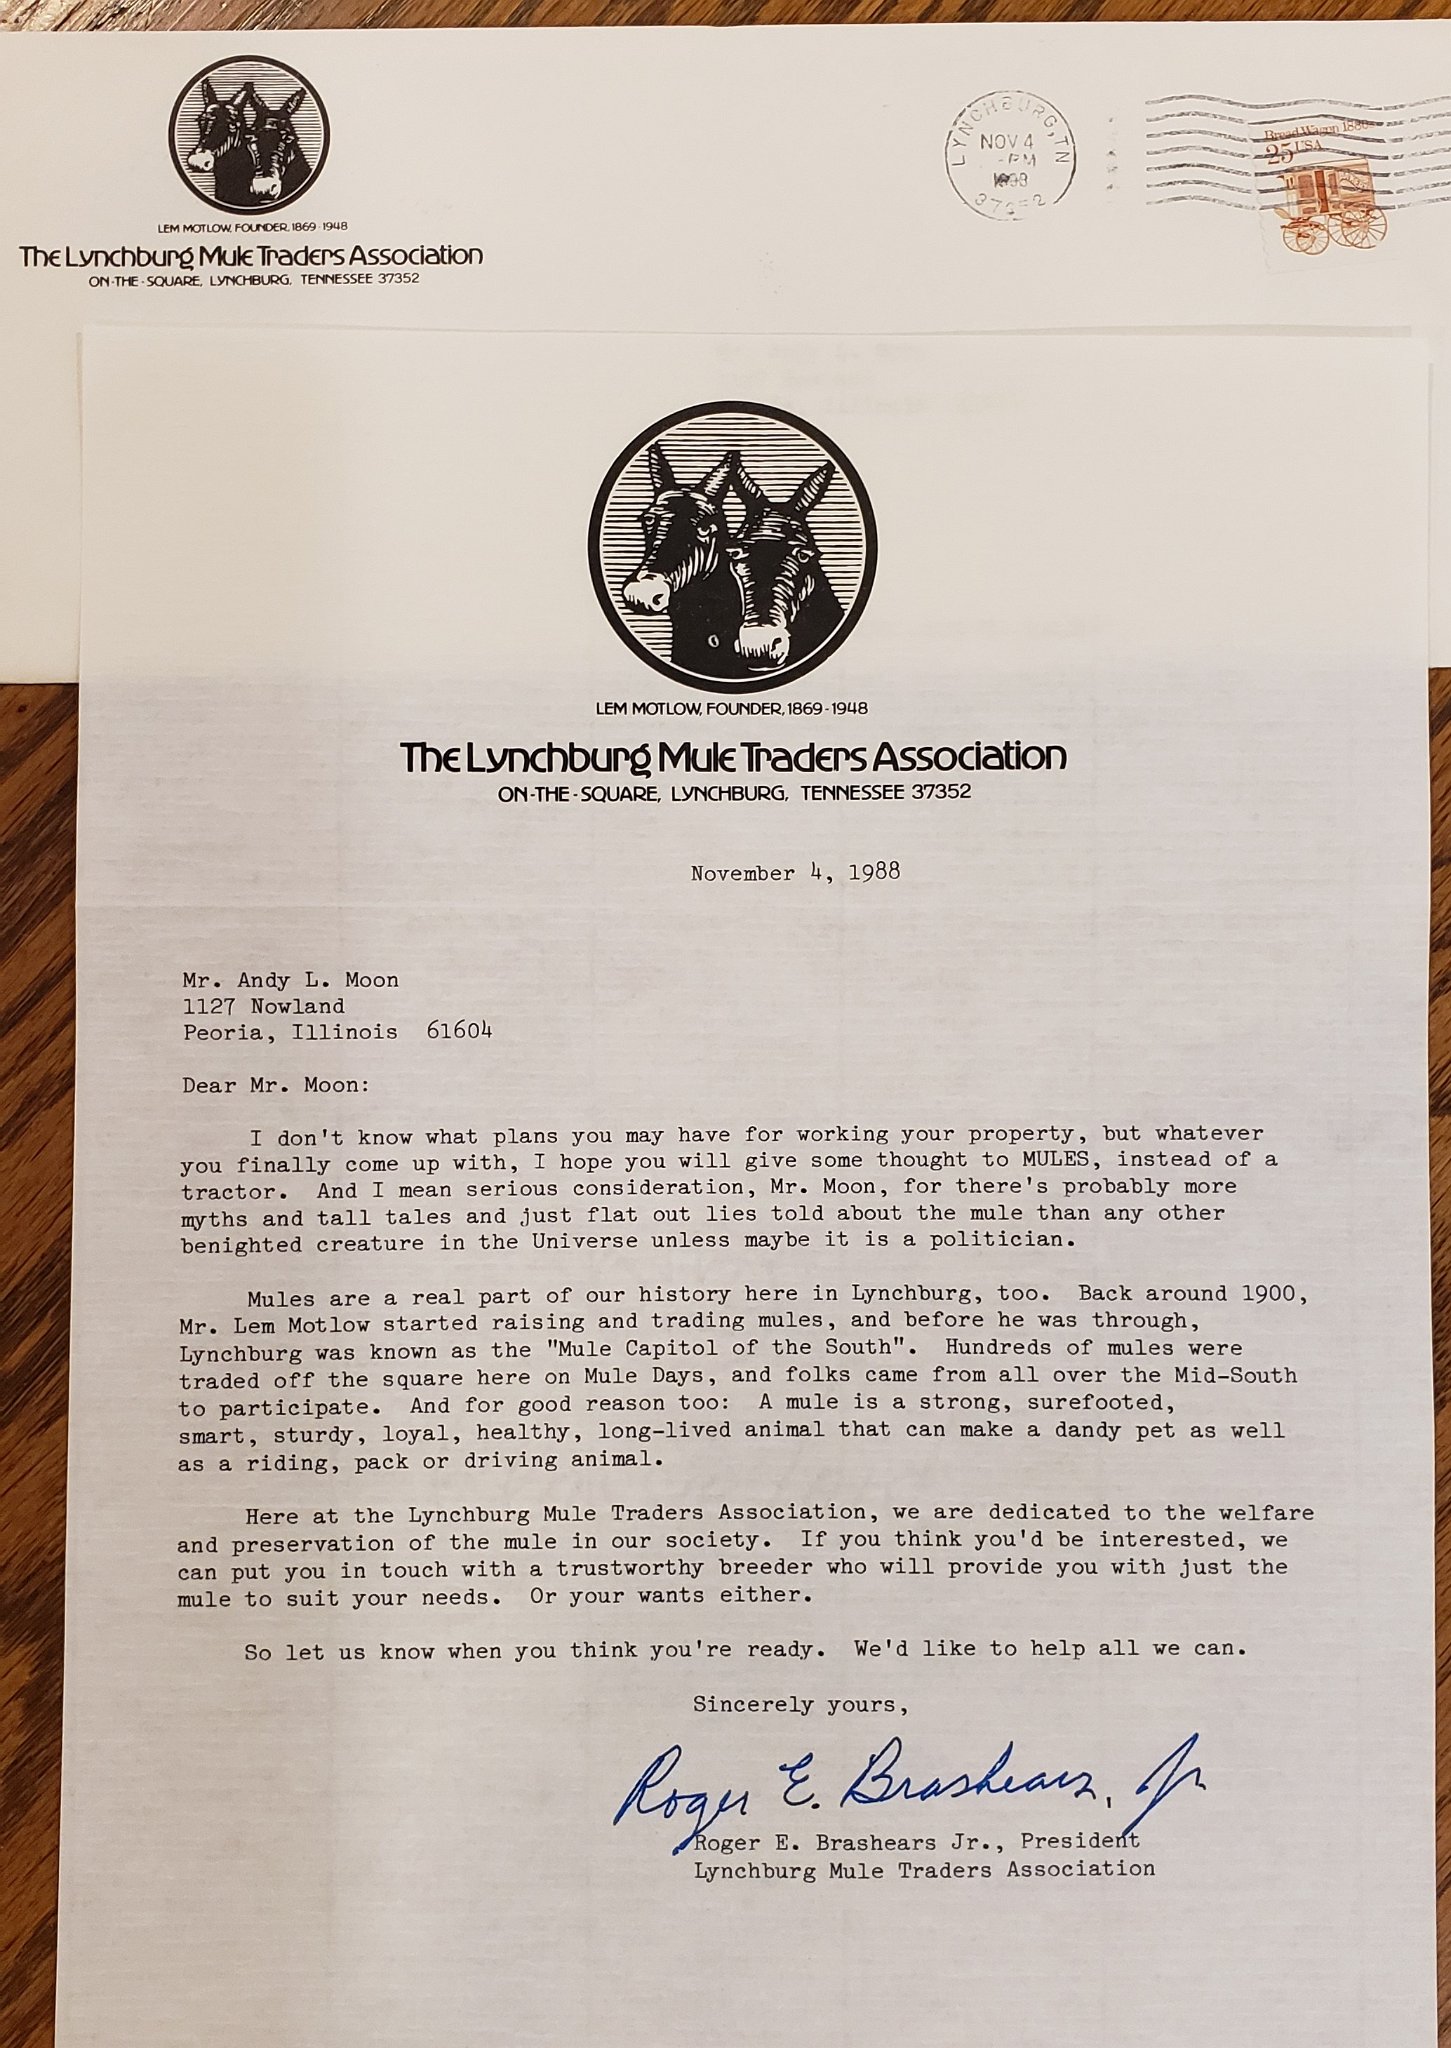 LEM MOTLOW, FOUNDER, 1869-1948
The Lynchburg Mule Traders Association
ON-THE-SQUARE, LYNCHBURG, TENNESSEE 37352
LYNCHBURG, TN
NOV 4
PM
Bread Wagon 1880s
25 USA
LEM MOTLOW, FOUNDER, 1869-1948
The Lynchburg Mule Traders Association
ON-THE-SQUARE, LYNCHBURG, TENNESSEE 37352
November 4, 1988
Mr. Andy L. Moon
1127 Nowland
Peoria, Illinois 61604
Dear Mr. Moon:
I don't know what plans you may have for working your property, but whatever
you finally come up with, I hope you will give some thought to MULES, instead of a
tractor. And I mean serious consideration, Mr. Moon, for there's probably more
myths and tall tales and just flat out lies told about the mule than any other
benighted creature in the Universe unless maybe it is a politician.
Mules are a real part of our history here in Lynchburg, too. Back around 1900,
Mr. Lem Motlow started raising and trading mules, and before he was through,
Lynchburg was known as the "Mule Capitol of the South". Hundreds of mules were
traded off the square here on Mule Days, and folks came from all over the Mid-South
to participate. And for good reason too: A mule is a strong, surefooted,
smart, sturdy, loyal, healthy, long-lived animal that can make a dandy pet as well
as a riding, pack or driving animal.
Here at the Lynchburg Mule Traders Association, we are dedicated to the welfare
and preservation of the mule in our society. If you think you'd be interested, we
can put you in touch with a trustworthy breeder who will provide you with just the
mule to suit your needs. Or your wants either.
So let us know when you think you're ready. We'd like to help all we can.
Sincerely yours,
Roger E. Brashears, Jr
Roger E. Brashears Jr., President
Lynchburg Mule Traders Association